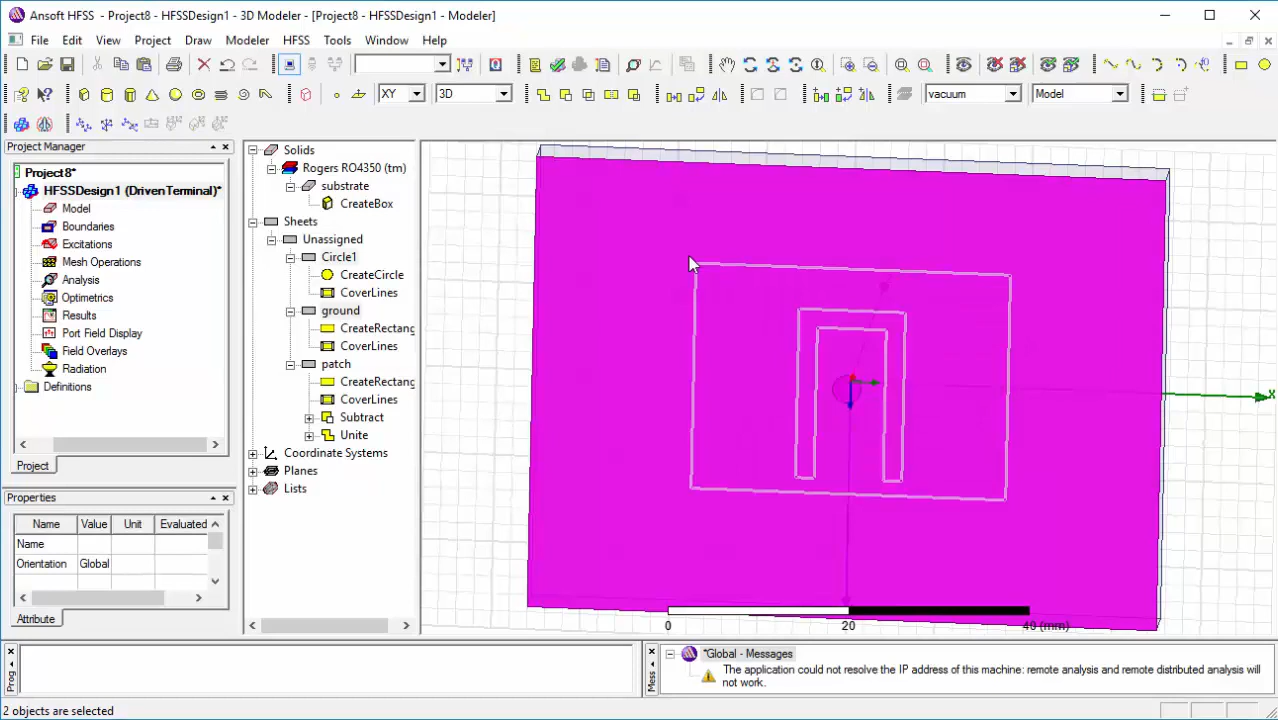 Ansoft HFSS - Project8 - HFSSDesign1 - 3D Modeler - [Project8 - HFSSDesign1 - Modeler]
File Edit View Project Draw Modeler HFSS Tools Window Help
XY 3D vacuum Model
Project Manager
Project8*
HFSSDesign1 (DrivenTerminal)*
Model
Boundaries
Excitations
Mesh Operations
Analysis
Optimetrics
Results
Port Field Display
Field Overlays
Radiation
Definitions
Project
Solids
Rogers RO4350 (tm)
substrate
CreateBox
Sheets
Unassigned
Circle1
CreateCircle
CoverLines
ground
CreateRectang
CoverLines
patch
CreateRectang
CoverLines
Subtract
Unite
Coordinate Systems
Planes
Lists
X
0 20 40 (mm)
Properties
Name Value Unit Evaluated
Name
Orientation Global
Attribute
Prog
Mess
*Global - Messages
The application could not resolve the IP address of this machine: remote analysis and remote distributed analysis will
not work.
2 objects are selected